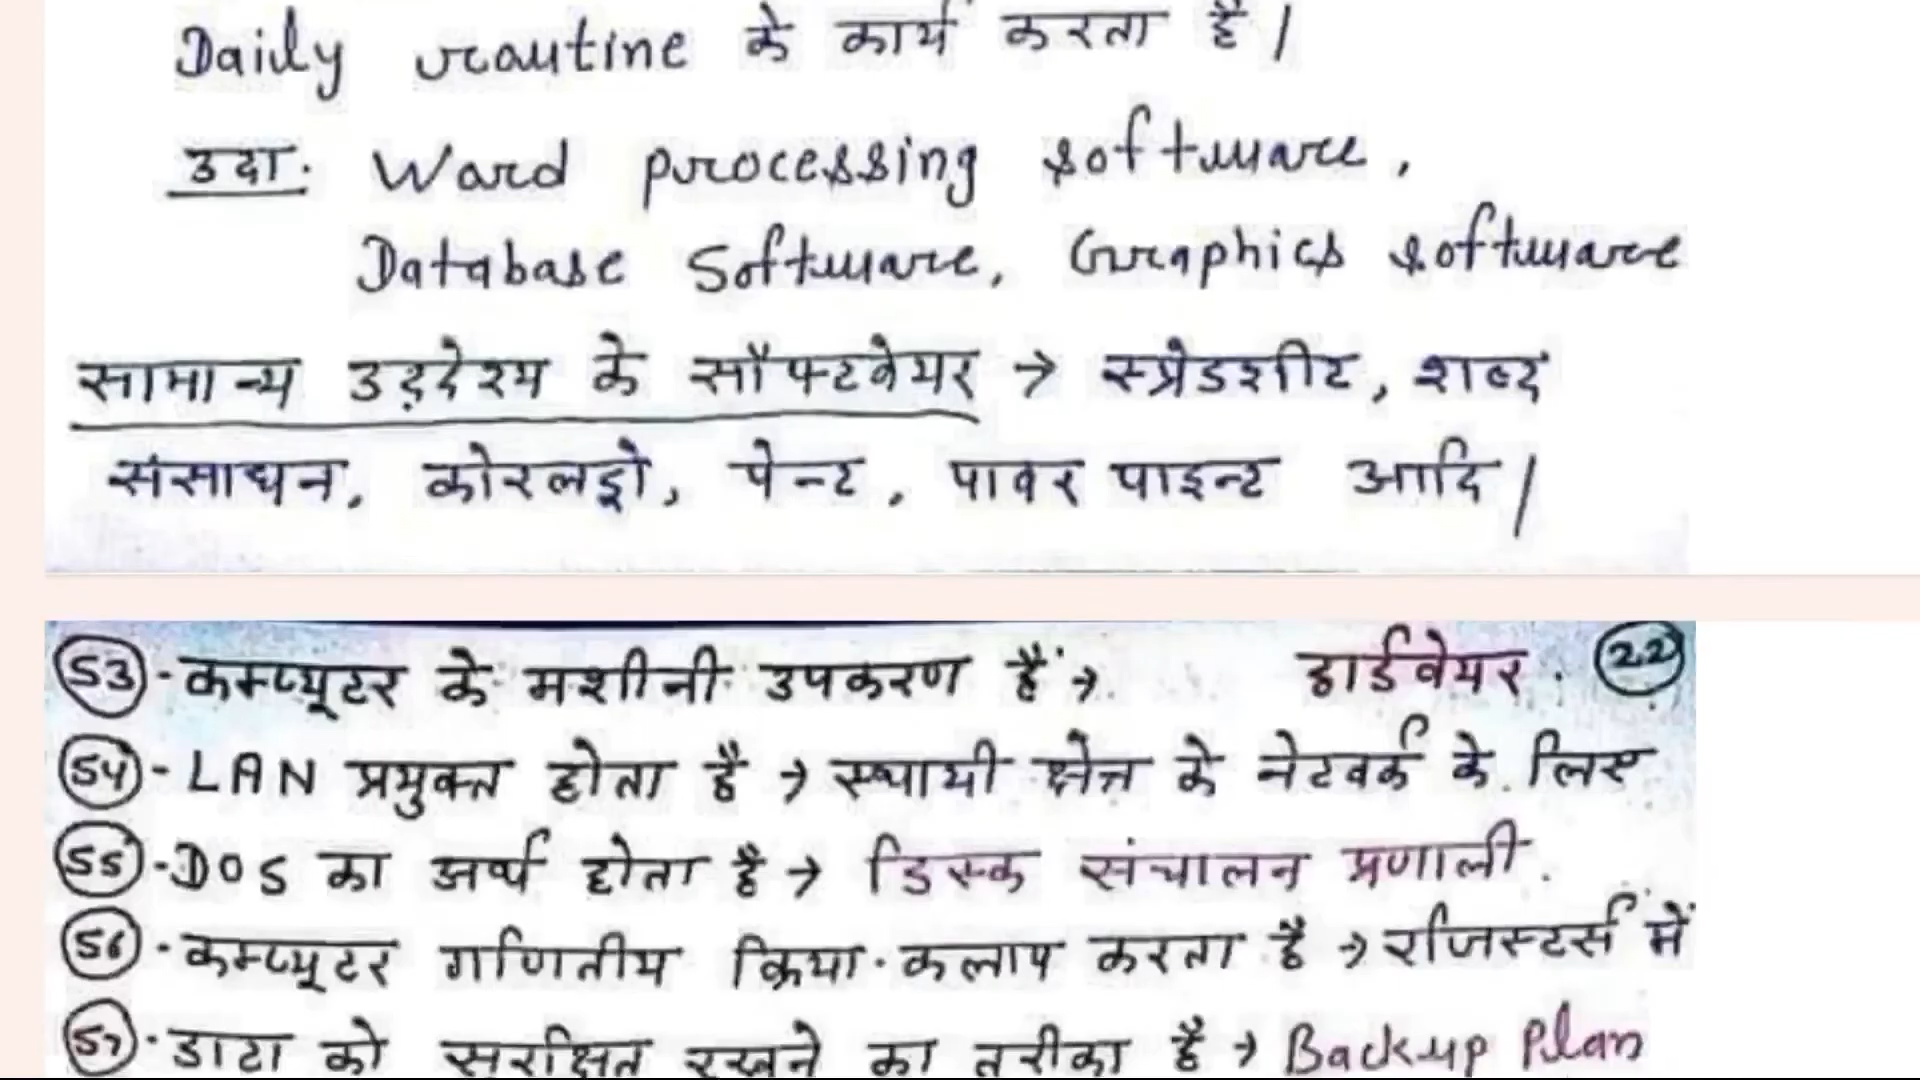 Daily routine के कार्य करता है।
उदा. Word processing software,
Database Software, Graphics software
सामान्य उद्देश्य के सौफ्टवेयर → स्प्रेडशीट, शब्द
संसाधन, कोरलड्रो, पेन्ट, पावर पाइन्ट आदि।
53 - कम्प्यूटर के मशीनी उपकरण हैं → हार्डवेयर. 22
54 - LAN प्रयुक्त होता है → स्थायी क्षेत्र के नेटवर्क के लिए
55 - DOS का अर्थ होता है → डिस्क संचालन प्रणाली.
56 - कम्प्यूटर गणितीय क्रिया-कलाप करता है → रजिस्टर्स में
57 - डाटा को सुरक्षित रखने का तरीका है → Backup Plan